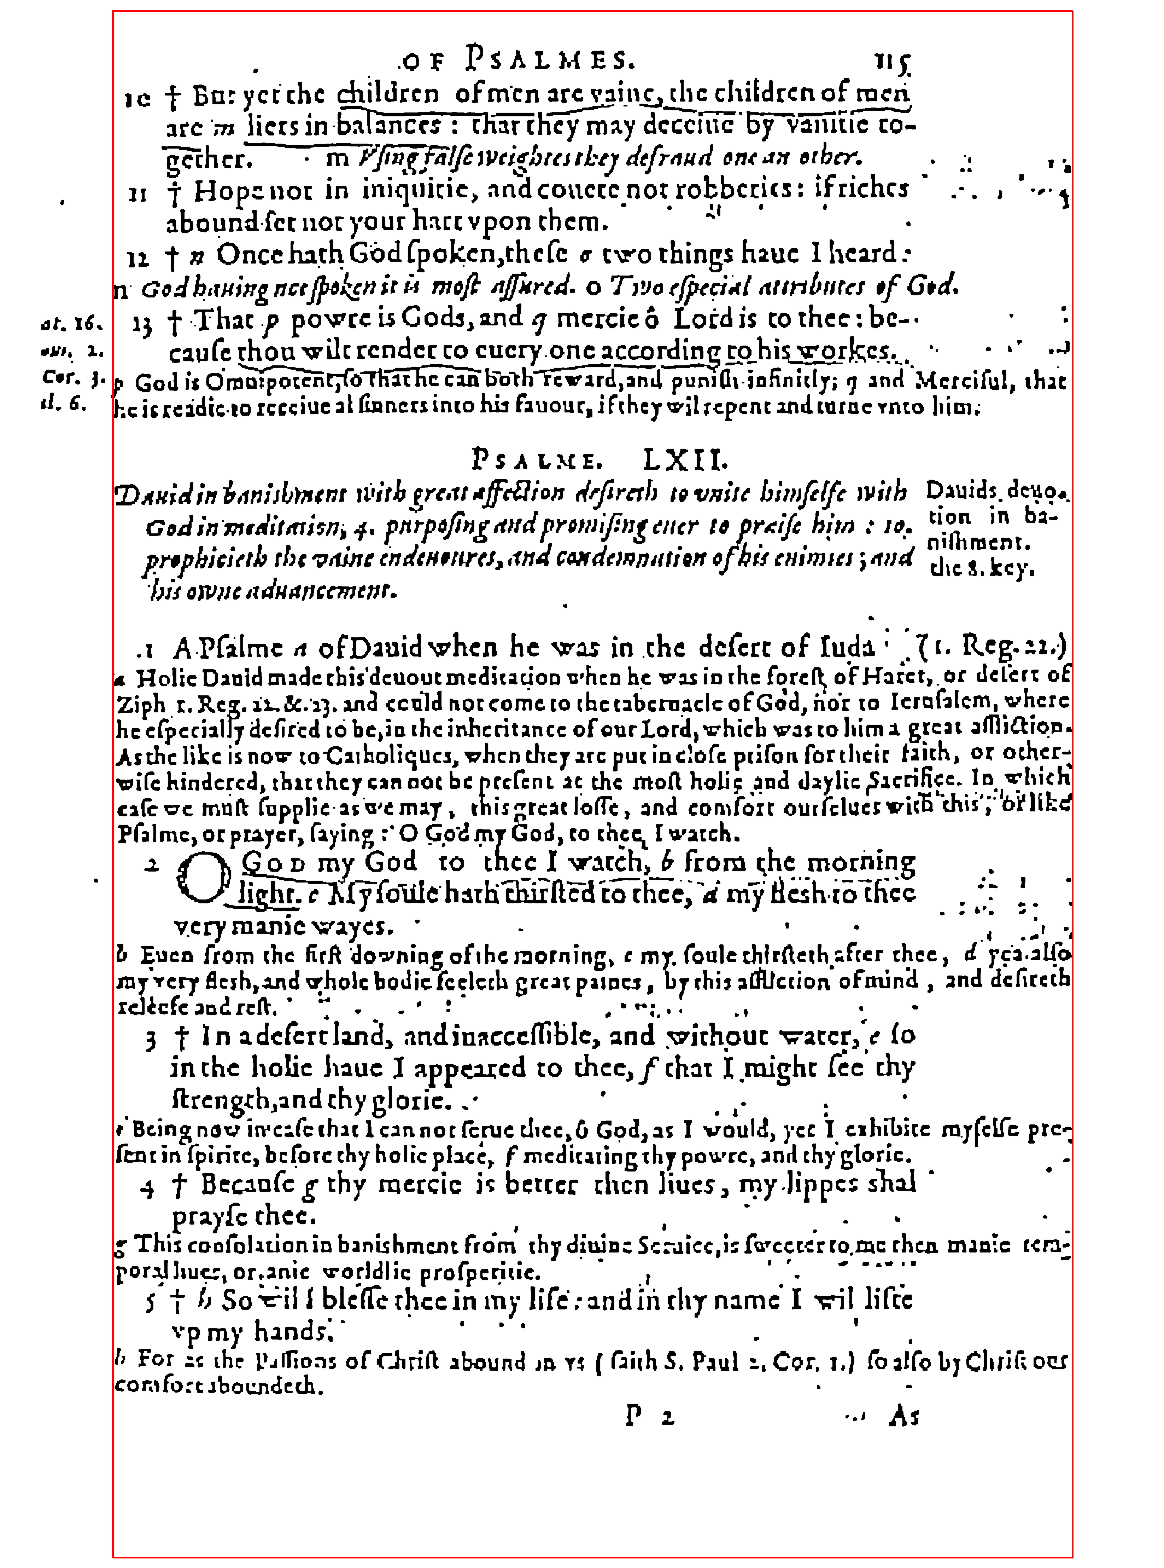 OF PSALMES. 115
10 † But yet the children of men are vaine, the children of men
are m liers in balances : that they may deceiue by vanitie to-
gether. m Vſing falſe weightes they defraud one an other.
11 † Hope not in iniquitie, and couete not robberies: if riches
abound ſet not your hart vpon them.
12 † n Once hath God ſpoken, theſe o two things haue I heard:
n God hauing once ſpoken it is moſt aſſured. o Two eſpecial attributes of God.
at. 16.
om. 2.
Cor. 3.
al. 6.
13 † That p powre is Gods, and q mercie ô Lord is to thee: be-
cauſe thou wilt render to euery one according to his workes.
p God is Omnipotent, ſo that he can both reward, and puniſh infinitly; q and Merciful, that
he is readie to receiue al ſinners into his fauour, if they wil repent and turne vnto him.
PSALME. LXII.
Dauid in banishment with great affection deſireth to vnite himſelfe with
God in meditation, 4. purpoſing and promiſing euer to praiſe him : 10.
prophicieth the vaine endeuoures, and condemnation of his enimies ; and
his owne aduancement.
Dauids deuo-
tion in ba-
niſhment.
the 8. key.
1 A Pſalme a of Dauid when he was in the deſert of Iuda (1. Reg. 22.)
a Holie Dauid made this deuout meditation when he was in the foreſt of Haret, or deſert of
Ziph 1. Reg. 22. &. 23. and could not come to the tabernacle of God, nor to Ieruſalem, where
he eſpecially deſired to be, in the inheritance of our Lord, which was to him a great affliction.
As the like is now to Catholiques, when they are put in cloſe priſon for their faith, or other-
wiſe hindered, that they can not be preſent at the moſt holie and daylie Sacrifice. In which
caſe we muſt ſupplie as we may, this great loſſe, and comfort ourſelues with this, or like
Pſalme, or prayer, ſaying : O God my God, to thee I watch.
2 O GOD my God to thee I watch, b from the morning
light. c My ſoule hath thirſted to thee, d my fleſh to thee
very manie wayes.
b Euen from the firſt downing of the morning, c my ſoule thirſteth after thee, d yea alſo
my very fleſh, and whole bodie feeleth great paines, by this affliction of mind, and deſireth
releefe and reſt.
3 † In a deſert land, and inacceſſible, and without water, e ſo
in the holie haue I appeared to thee, f that I might ſee thy
ſtrength, and thy glorie.
e Being now in caſe that I can not ſerue thee, ô God, as I would, yet I exhibite myſelfe pre-
ſent in ſpirite, before thy holie place, f meditating thy powre, and thy glorie.
4 † Becauſe g thy mercie is better then liues, my lippes shal
prayſe thee.
g This conſolation in banishment from thy diuine Seruice, is ſweeter to me then manie tem-
poral liues, or anie worldlie proſperitie.
5 † h So wil I bleſſe thee in my life: and in thy name I wil lifte
vp my hands.
h For as the Paſſions of Chriſt abound in vs (ſaith S. Paul 2. Cor. 1.) ſo alſo by Chriſt our
comfort aboundeth.
P 2 As